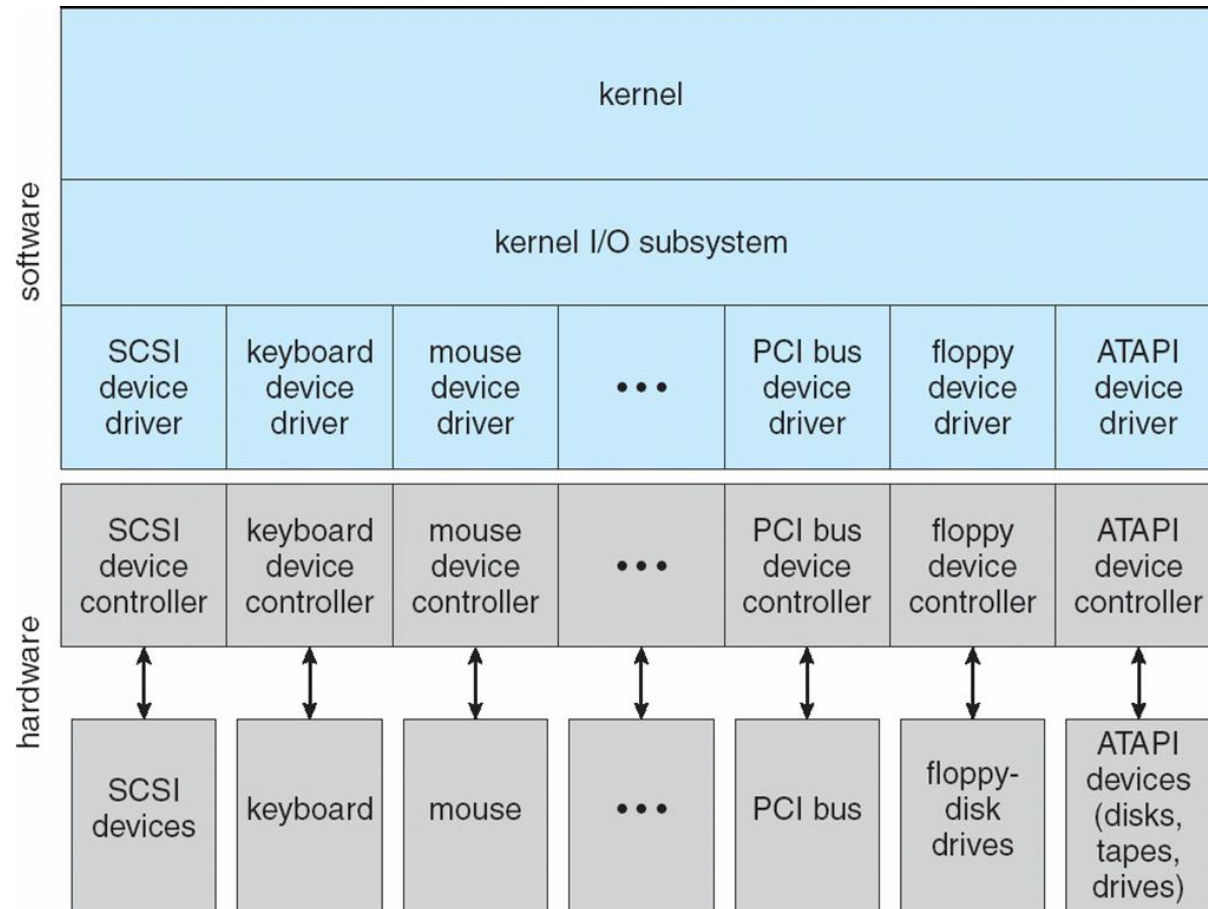 kernel
software
kernel I/O subsystem
SCSI
device
driver
keyboard
device
driver
mouse
device
driver
•••
PCI bus
device
driver
floppy
device
driver
ATAPI
device
driver
hardware
SCSI
device
controller
keyboard
device
controller
mouse
device
controller
•••
PCI bus
device
controller
floppy
device
controller
ATAPI
device
controller
SCSI
devices
keyboard
mouse
•••
PCI bus
floppy-
disk
drives
ATAPI
devices
(disks,
tapes,
drives)